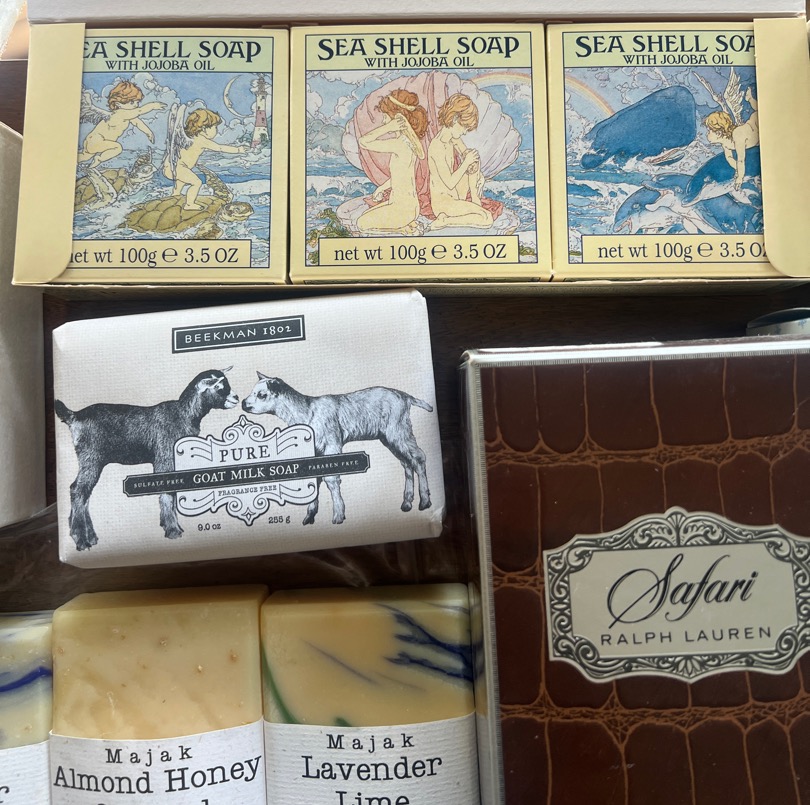 SEA SHELL SOAP
WITH JOJOBA OIL
net wt 100g e 3.5 OZ
SEA SHELL SOAP
WITH JOJOBA OIL
net wt 100g e 3.5 OZ
SEA SHELL SOA
WITH JOJOBA OIL
net wt 100g e 3.5 OZ
BEEKMAN 1802
PURE
SULFATE FREE GOAT MILK SOAP PARABEN FREE
FRAGRANCE FREE
9.0 oz 255 g
Safari
RALPH LAUREN
Majak
Almond Honey
Majak
Lavender
Lime